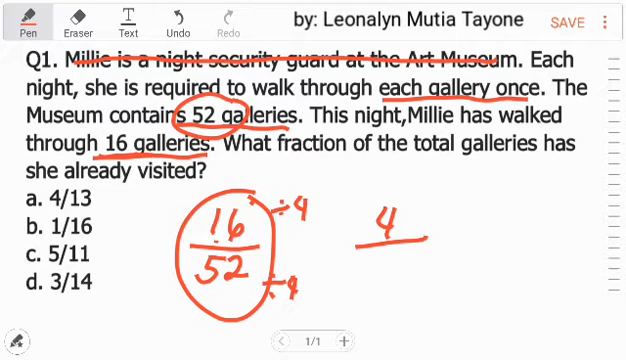 Pen
Eraser
Text
Undo
Redo
by: Leonalyn Mutia Tayone
SAVE
Q1. Millie is a night security guard at the Art Museum. Each
night, she is required to walk through each gallery once. The
Museum contains 52 galleries. This night,Millie has walked
through 16 galleries. What fraction of the total galleries has
she already visited?
a. 4/13
b. 1/16
c. 5/11
d. 3/14
16 ÷4
52 ÷4
4
1/1